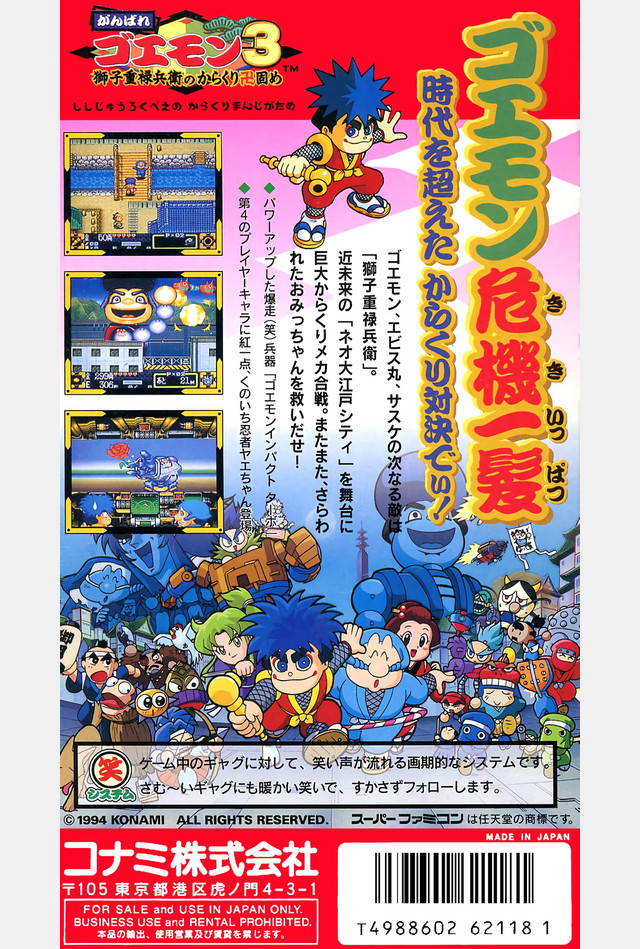 がんばれ
ゴエモン3
獅子重禄兵衛のからくり卍固め™
ししじゅうろくべえの からくりまんじがため
ゴエモン危機一髪
きき いっ ぱつ
時代を超えた からくり対決でぃ!
ゴエモン、エビス丸、サスケの次なる敵は
「獅子重禄兵衛」。
近未来の「ネオ大江戸シティ」を舞台に
巨大からくりメカ合戦。またまた、さらわ
れたおみっちゃんを救いだせ!
◆パワーアップした爆走(笑)兵器「ゴエモンインパクト ターボ」
◆第4のプレイヤーキャラに紅一点、くのいち忍者ヤエちゃん登場
笑
システム
ゲーム中のギャグに対して、笑い声が流れる画期的なシステムです。
さむ〜いギャグにも暖かい笑いで、すかさずフォローします。
© 1994 KONAMI ALL RIGHTS RESERVED. スーパーファミコン は任天堂の商標です。
MADE IN JAPAN
コナミ株式会社
〒105 東京都港区虎ノ門4-3-1
FOR SALE and USE IN JAPAN ONLY.
BUSINESS USE and RENTAL PROHIBITED.
本品の輸出、使用営業及び賃貸を禁じます。
T4988602 62118 1